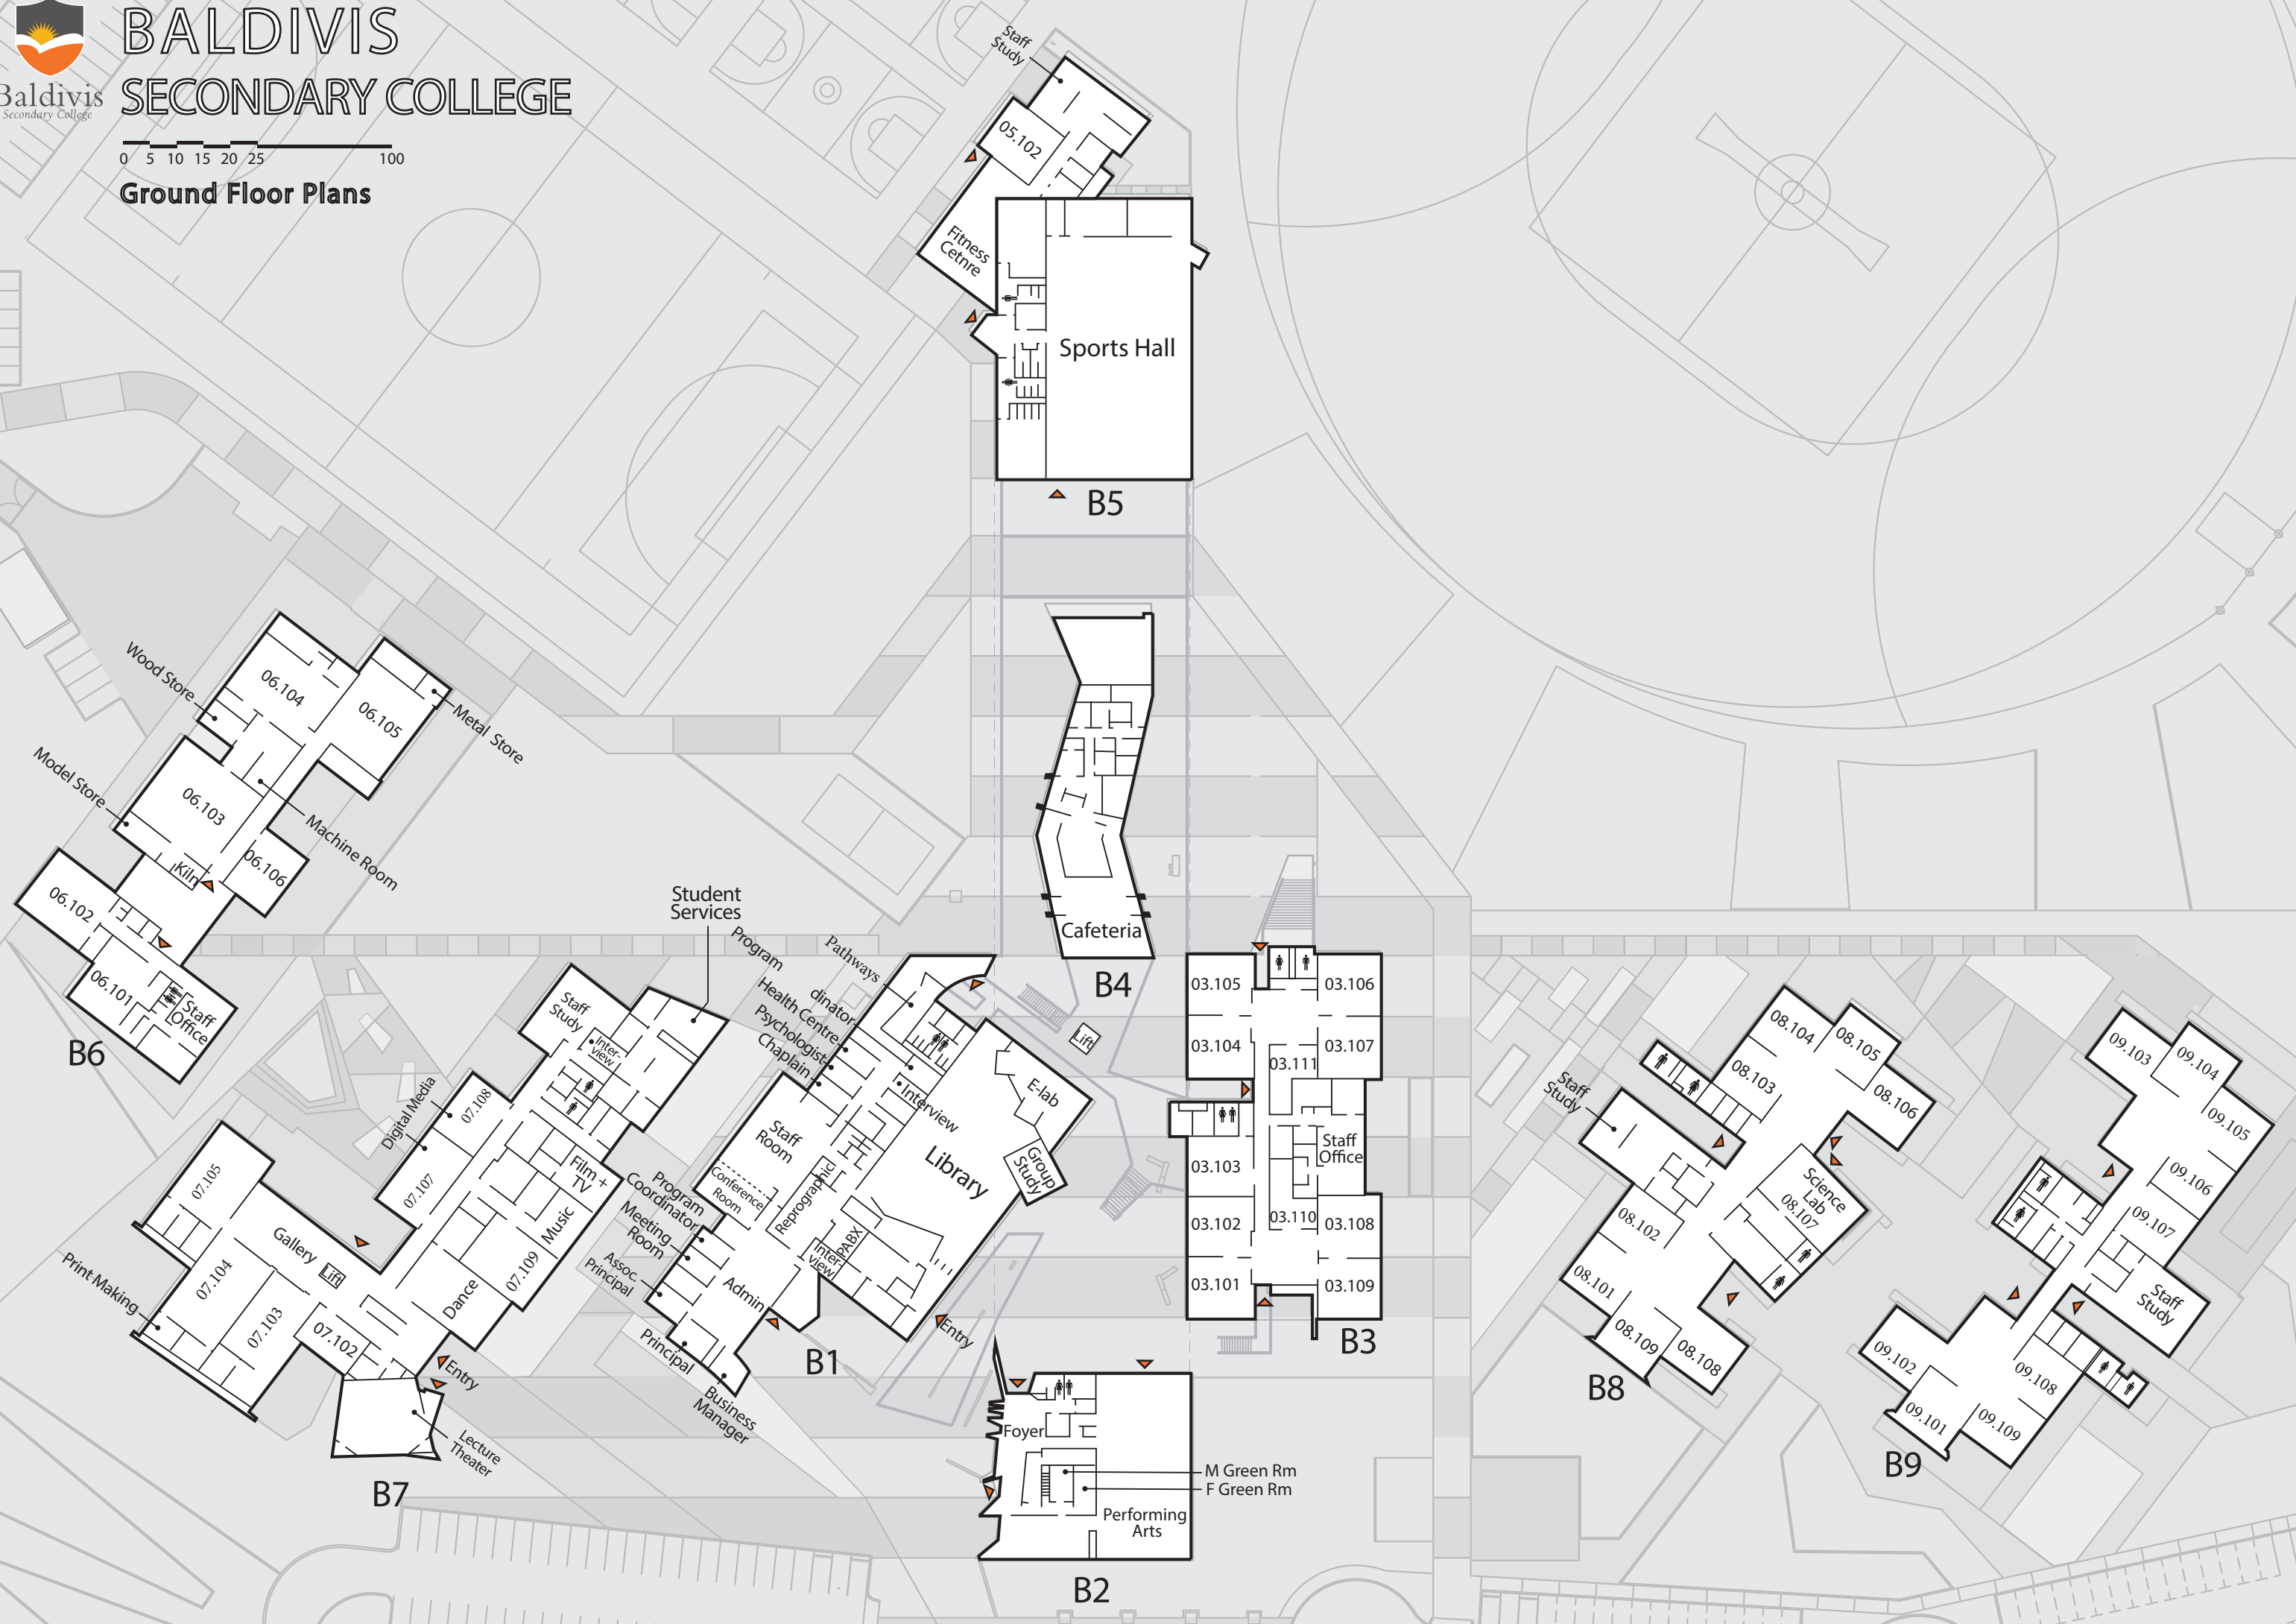 BALDIVIS
SECONDARY COLLEGE
Baldivis
Secondary College
0 5 10 15 20 25 100
Ground Floor Plans
Staff
Study
05.102
Fitness
Cetnre
Sports Hall
B5
Wood Store
06.104
06.105
Metal Store
Model Store
06.103
Machine Room
Kiln
06.106
06.102
06.101
Staff
Office
B6
Cafeteria
B4
Student
Services
Staff
Study
Inter-
view
Digital Media
07.108
07.107
Film +
TV
Music
07.109
Dance
07.105
Gallery
Lift
07.104
07.103
07.102
Print Making
Entry
Lecture
Theater
B7
Program
Pathways
dinator
Health Centre
Psychologist
Chaplain
Interview
E-lab
Group
Study
Library
Staff
Room
Conference
Room
Reprographic
PABX
Inter-
view
Program
Coordinator
Meeting
Room
Assoc.
Principal
Admin
Principal
Business
Manager
Entry
B1
Lift
03.105
03.106
03.104
03.107
03.111
03.103
Staff
Office
03.102
03.110
03.108
03.101
03.109
B3
Foyer
M Green Rm
F Green Rm
Performing
Arts
B2
08.104
08.105
08.103
08.106
Staff
Study
Science
Lab
08.107
08.102
08.101
08.109
08.108
B8
09.103
09.104
09.105
09.106
09.107
Staff
Study
09.102
09.108
09.101
09.109
B9